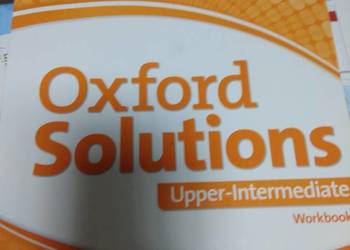 Oxford
Solutions
Upper-Intermediate
Workbook